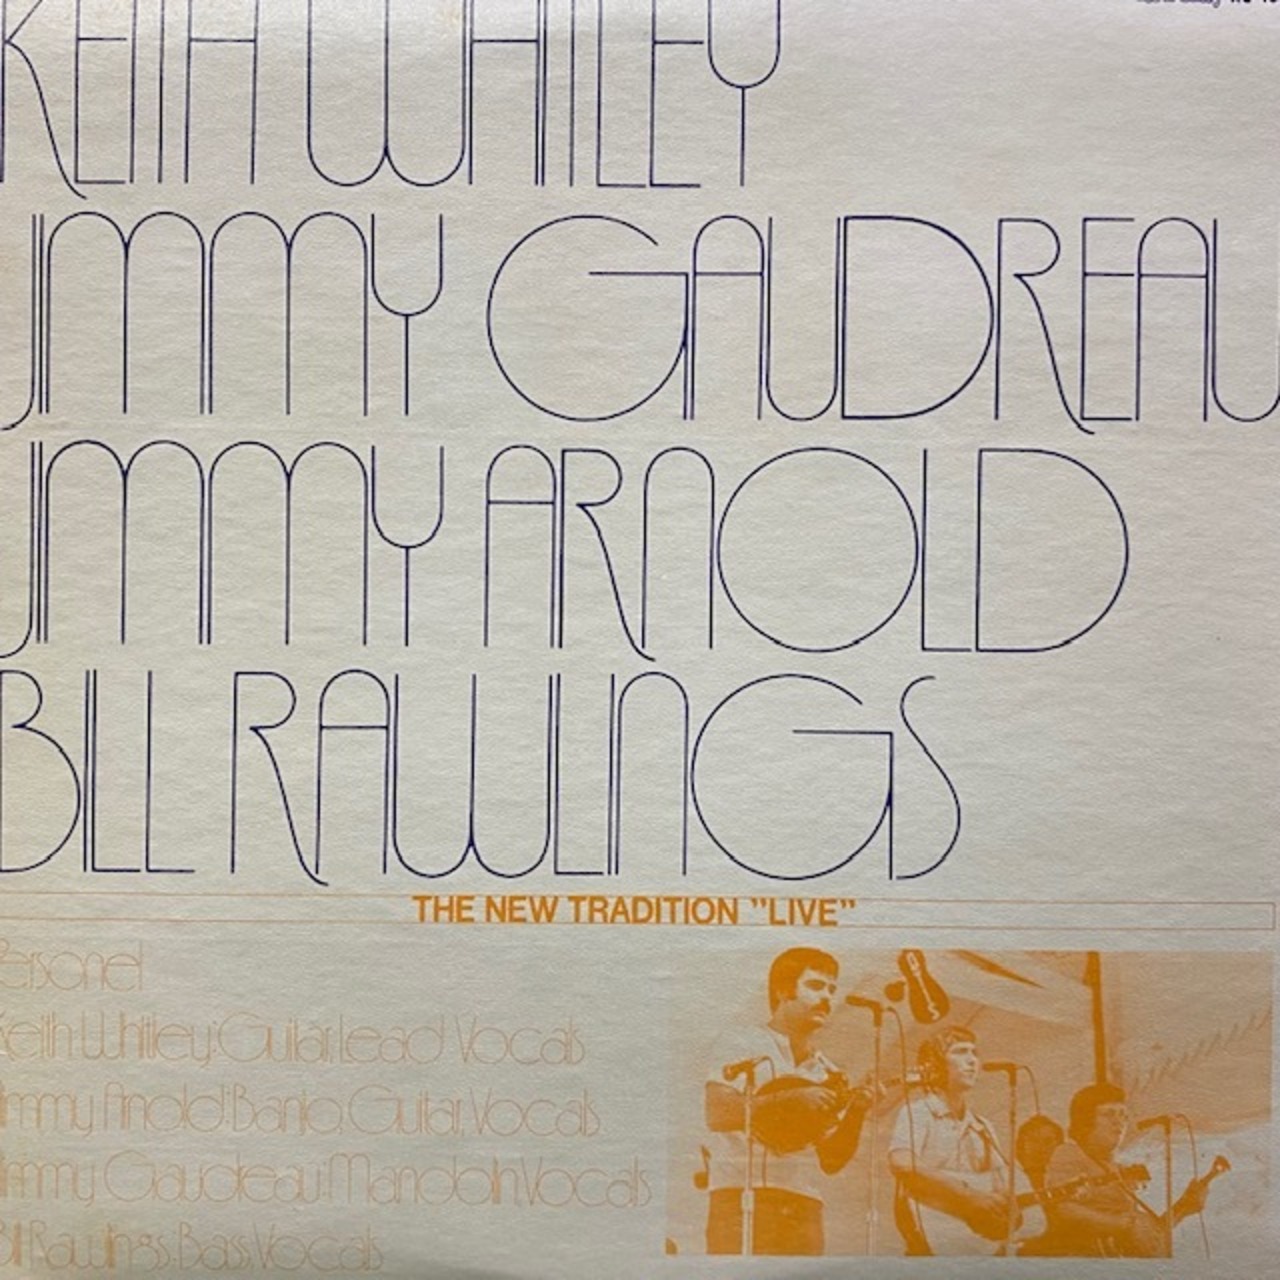 KEITH WHITLEY
JIMMY GAUDREAU
JIMMY ARNOLD
BILL RAWLINGS
THE NEW TRADITION "LIVE"
Personel
Keith Whitley: Guitar, Lead Vocals
Jimmy Arnold: Banjo, Guitar, Vocals
Jimmy Gaudreau: Mandolin, Vocals
Bill Rawlings: Bass, Vocals